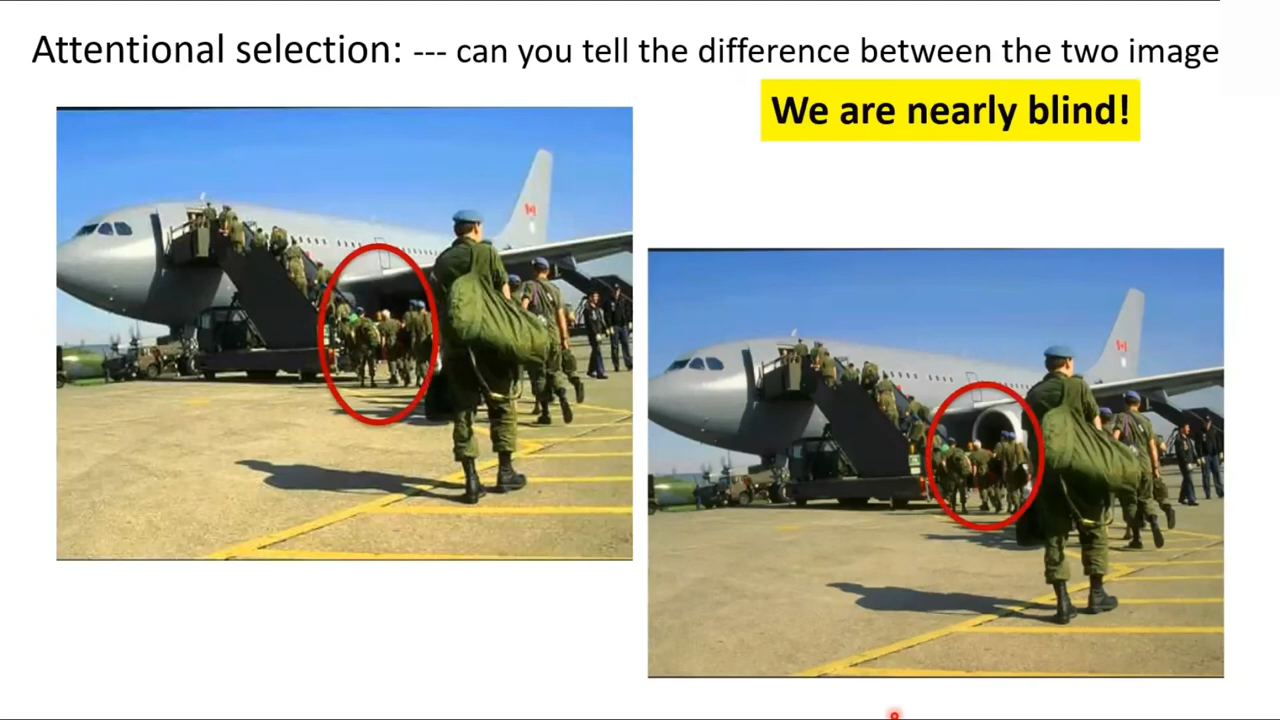 Attentional selection: --- can you tell the difference between the two image
We are nearly blind!